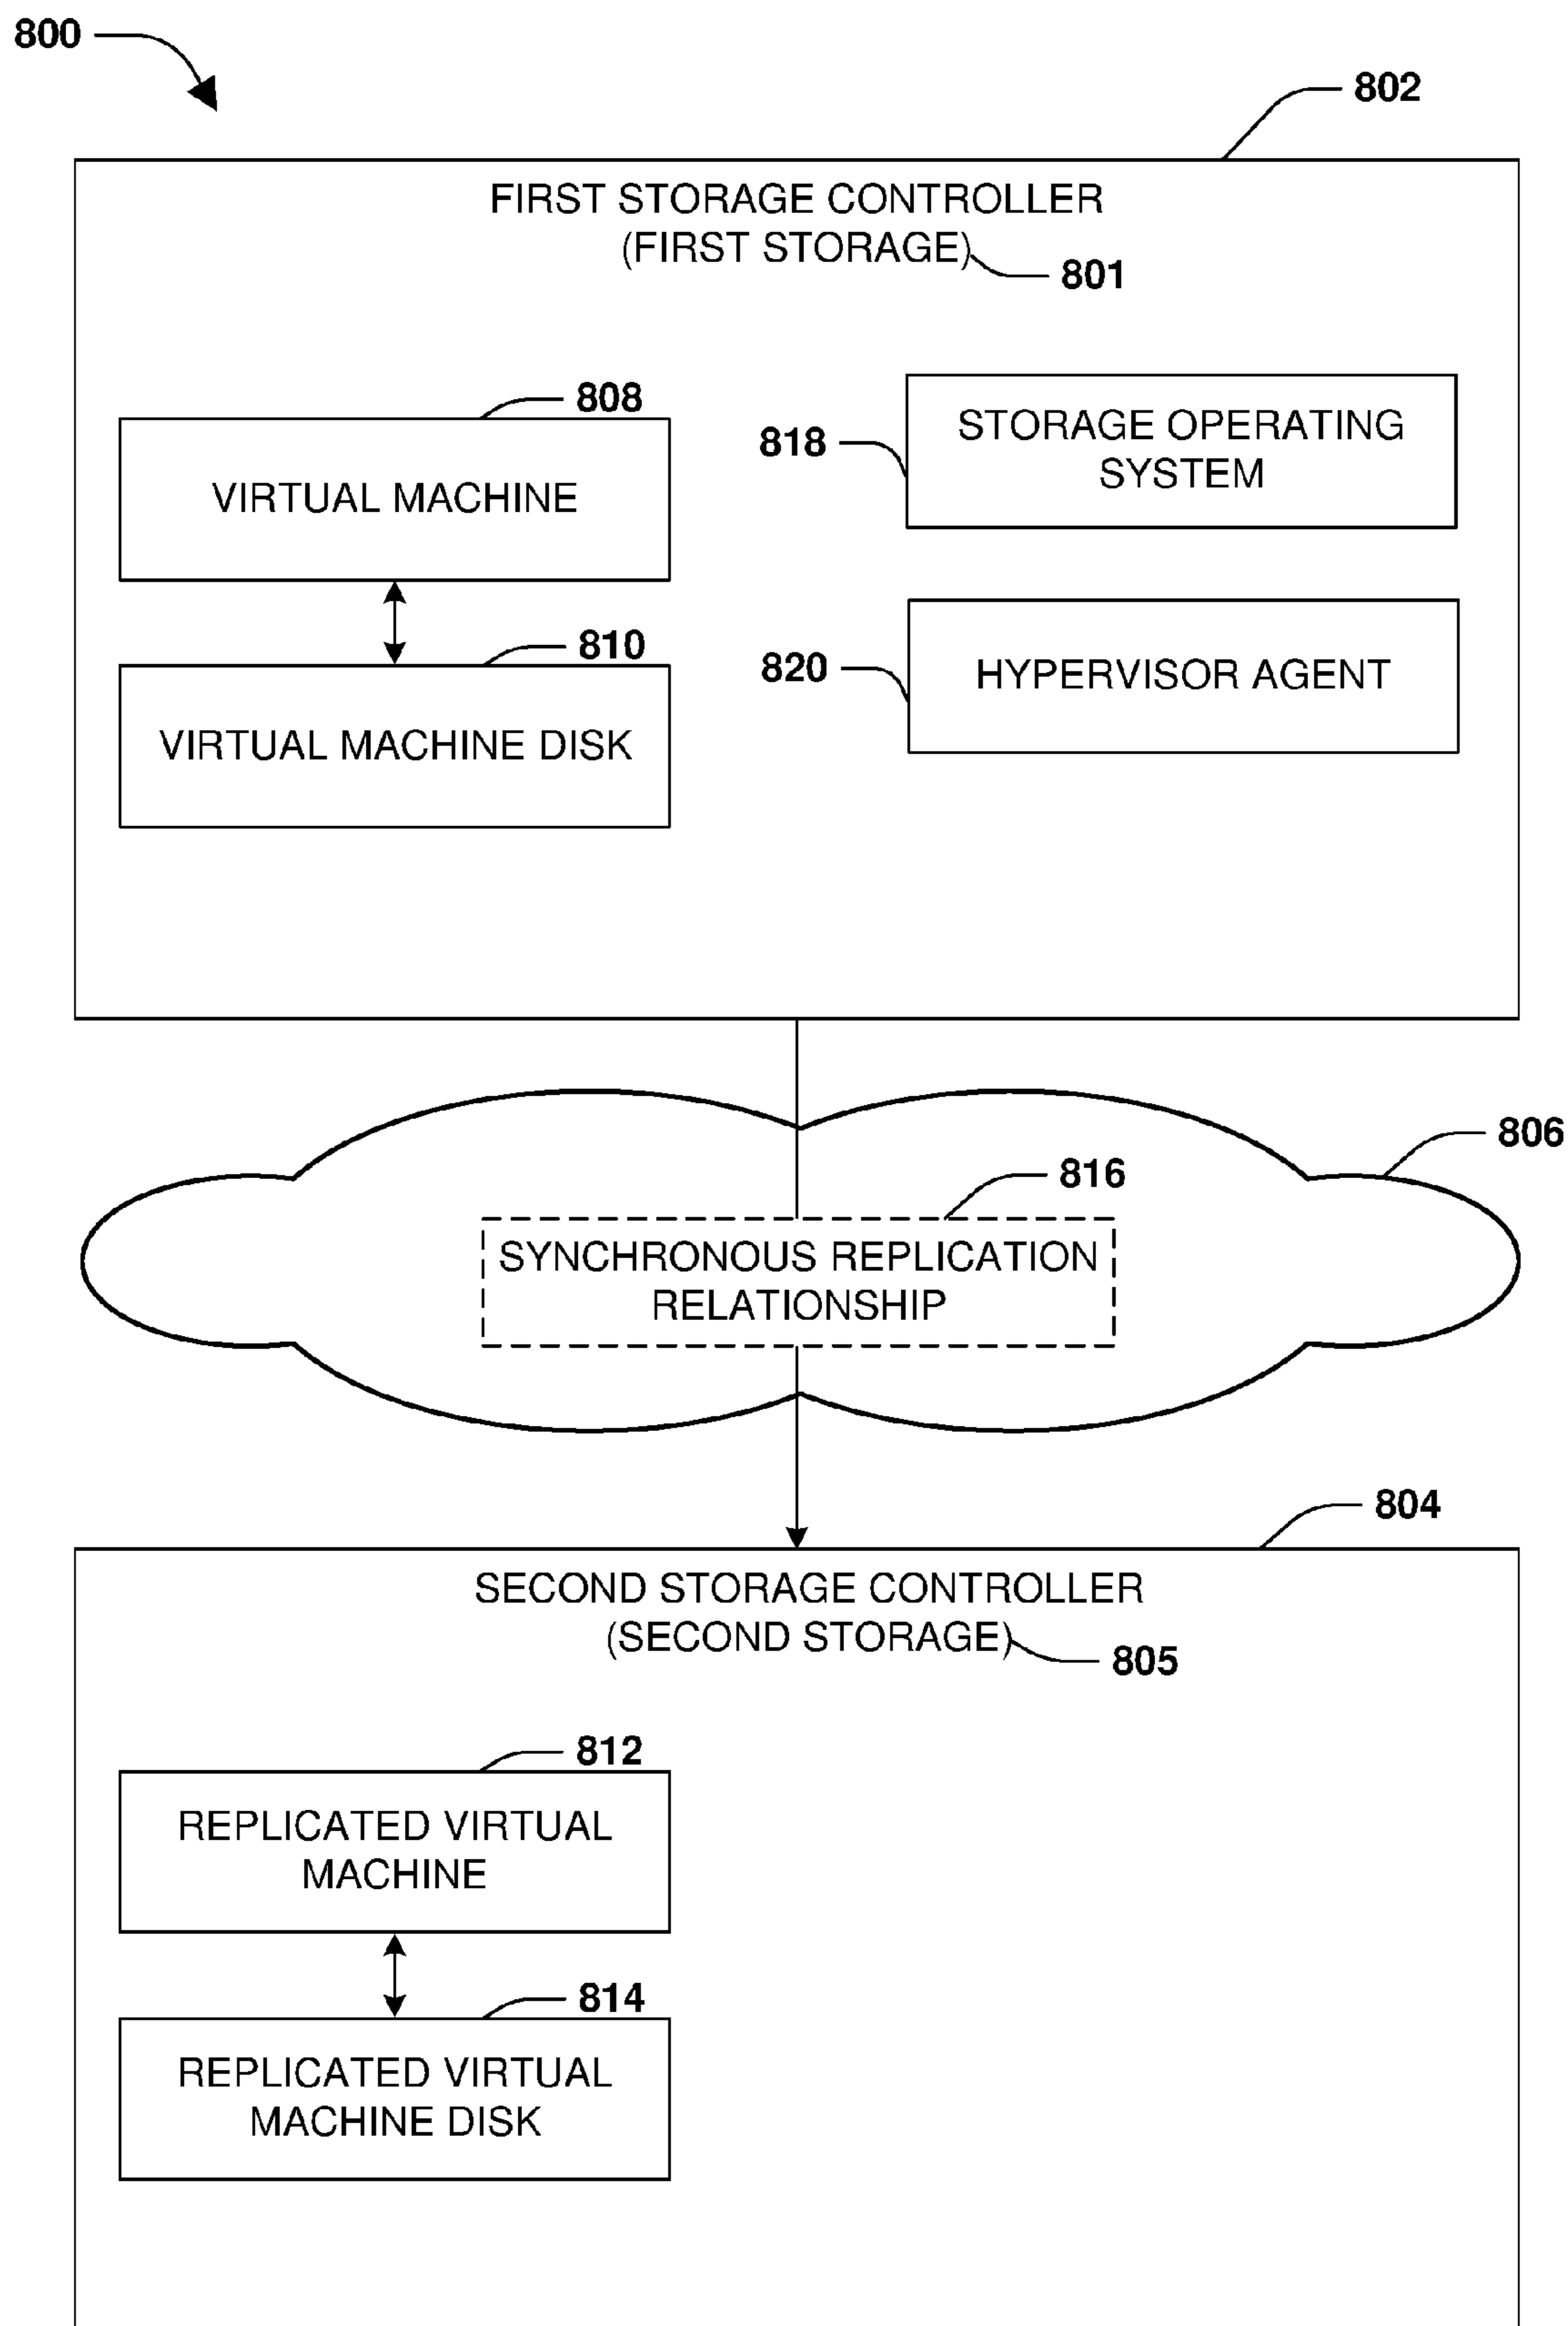 800
802
FIRST STORAGE CONTROLLER
(FIRST STORAGE)
801
808
VIRTUAL MACHINE
818
STORAGE OPERATING
SYSTEM
810
VIRTUAL MACHINE DISK
820
HYPERVISOR AGENT
806
816
SYNCHRONOUS REPLICATION
RELATIONSHIP
804
SECOND STORAGE CONTROLLER
(SECOND STORAGE)
805
812
REPLICATED VIRTUAL
MACHINE
814
REPLICATED VIRTUAL
MACHINE DISK